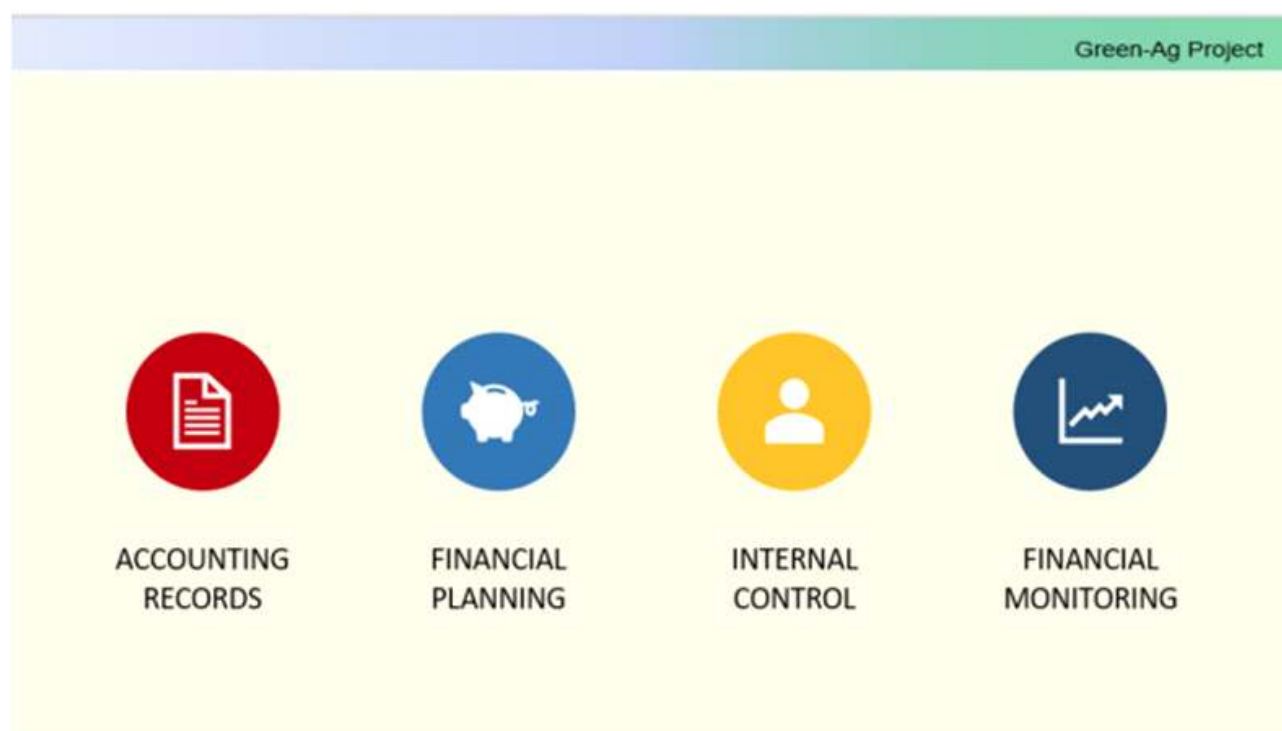 Green-Ag Project
ACCOUNTING
RECORDS
FINANCIAL
PLANNING
INTERNAL
CONTROL
FINANCIAL
MONITORING